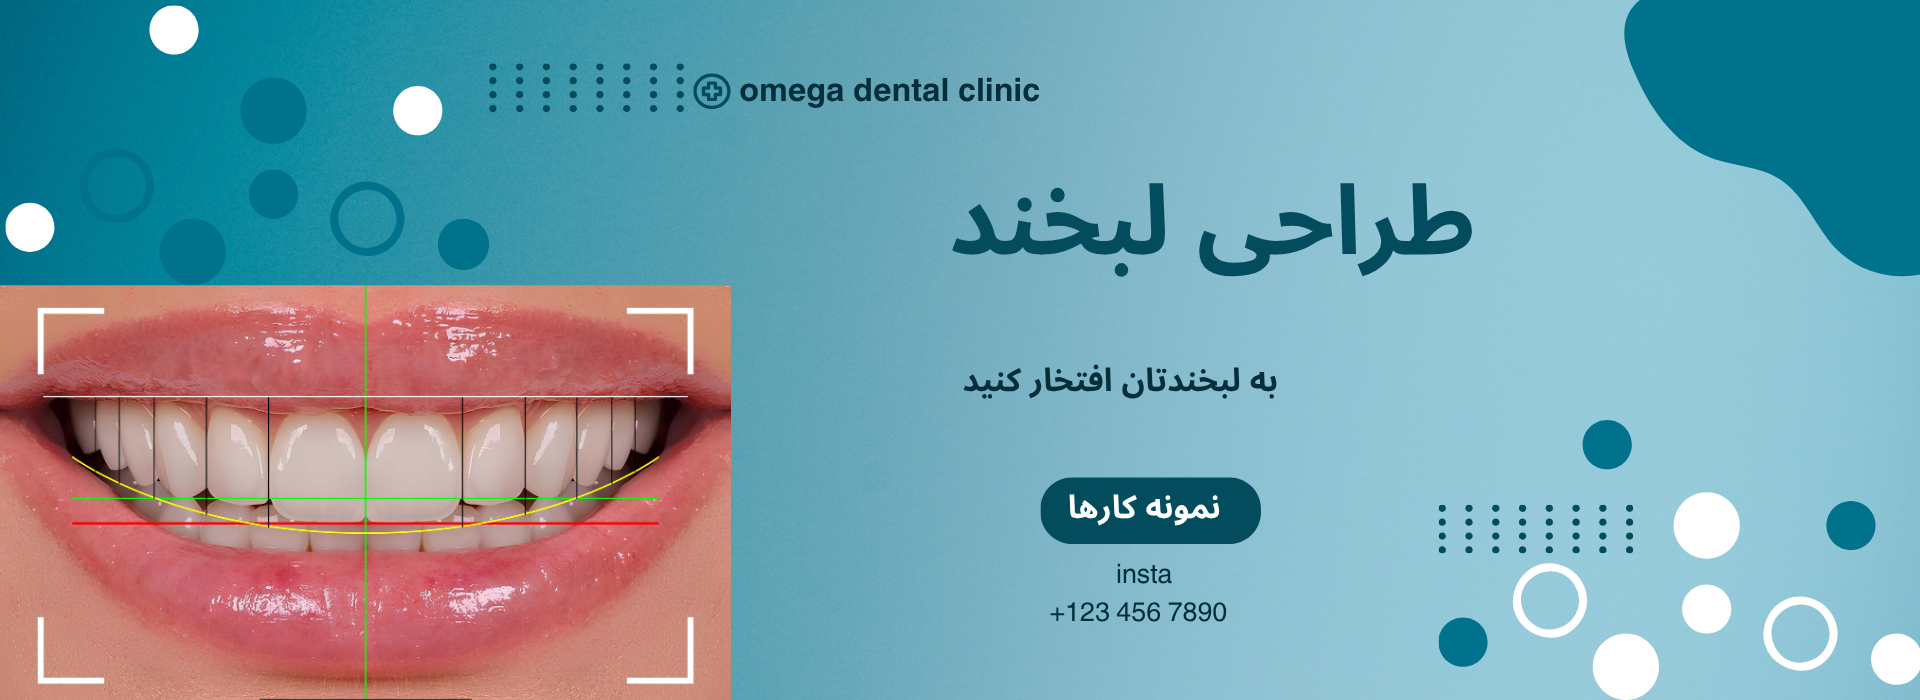 omega dental clinic
طراحی لبخند
به لبخندتان افتخار کنید
نمونه کارها
insta
+123 456 7890